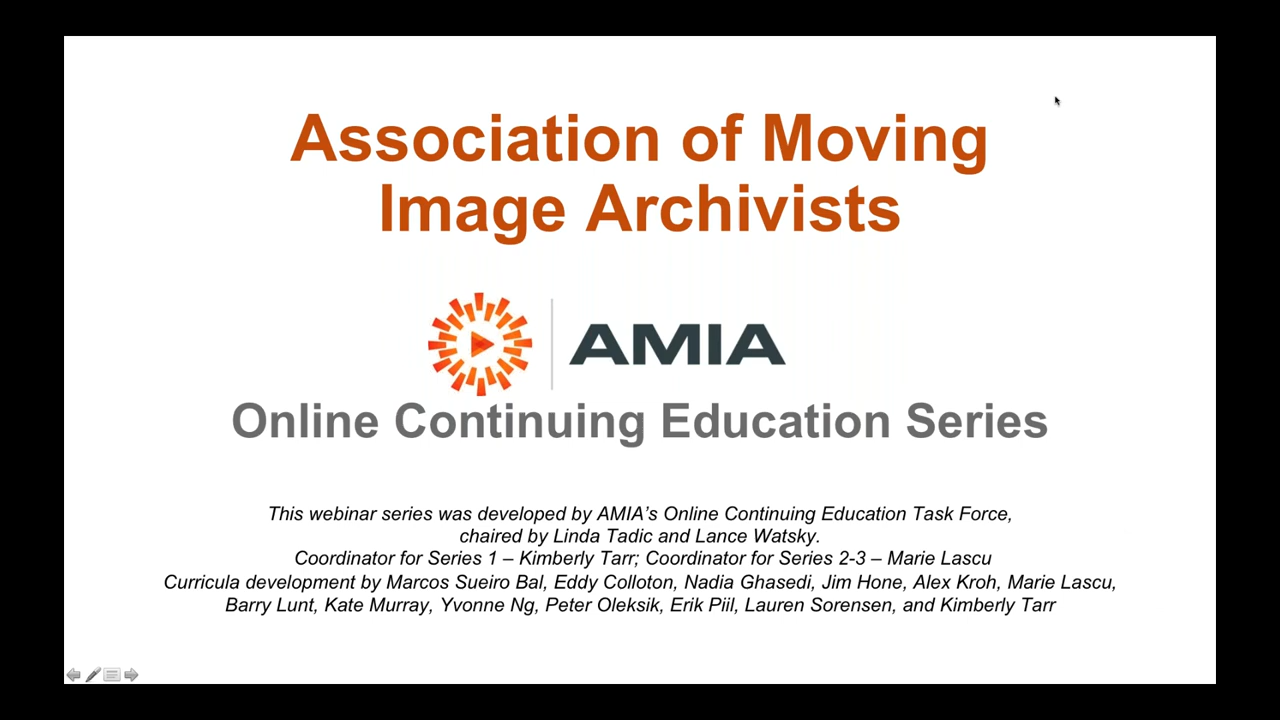 Association of Moving
Image Archivists
AMIA
Online Continuing Education Series
This webinar series was developed by AMIA’s Online Continuing Education Task Force,
chaired by Linda Tadic and Lance Watsky.
Coordinator for Series 1 – Kimberly Tarr; Coordinator for Series 2-3 – Marie Lascu
Curricula development by Marcos Sueiro Bal, Eddy Colloton, Nadia Ghasedi, Jim Hone, Alex Kroh, Marie Lascu,
Barry Lunt, Kate Murray, Yvonne Ng, Peter Oleksik, Erik Piil, Lauren Sorensen, and Kimberly Tarr